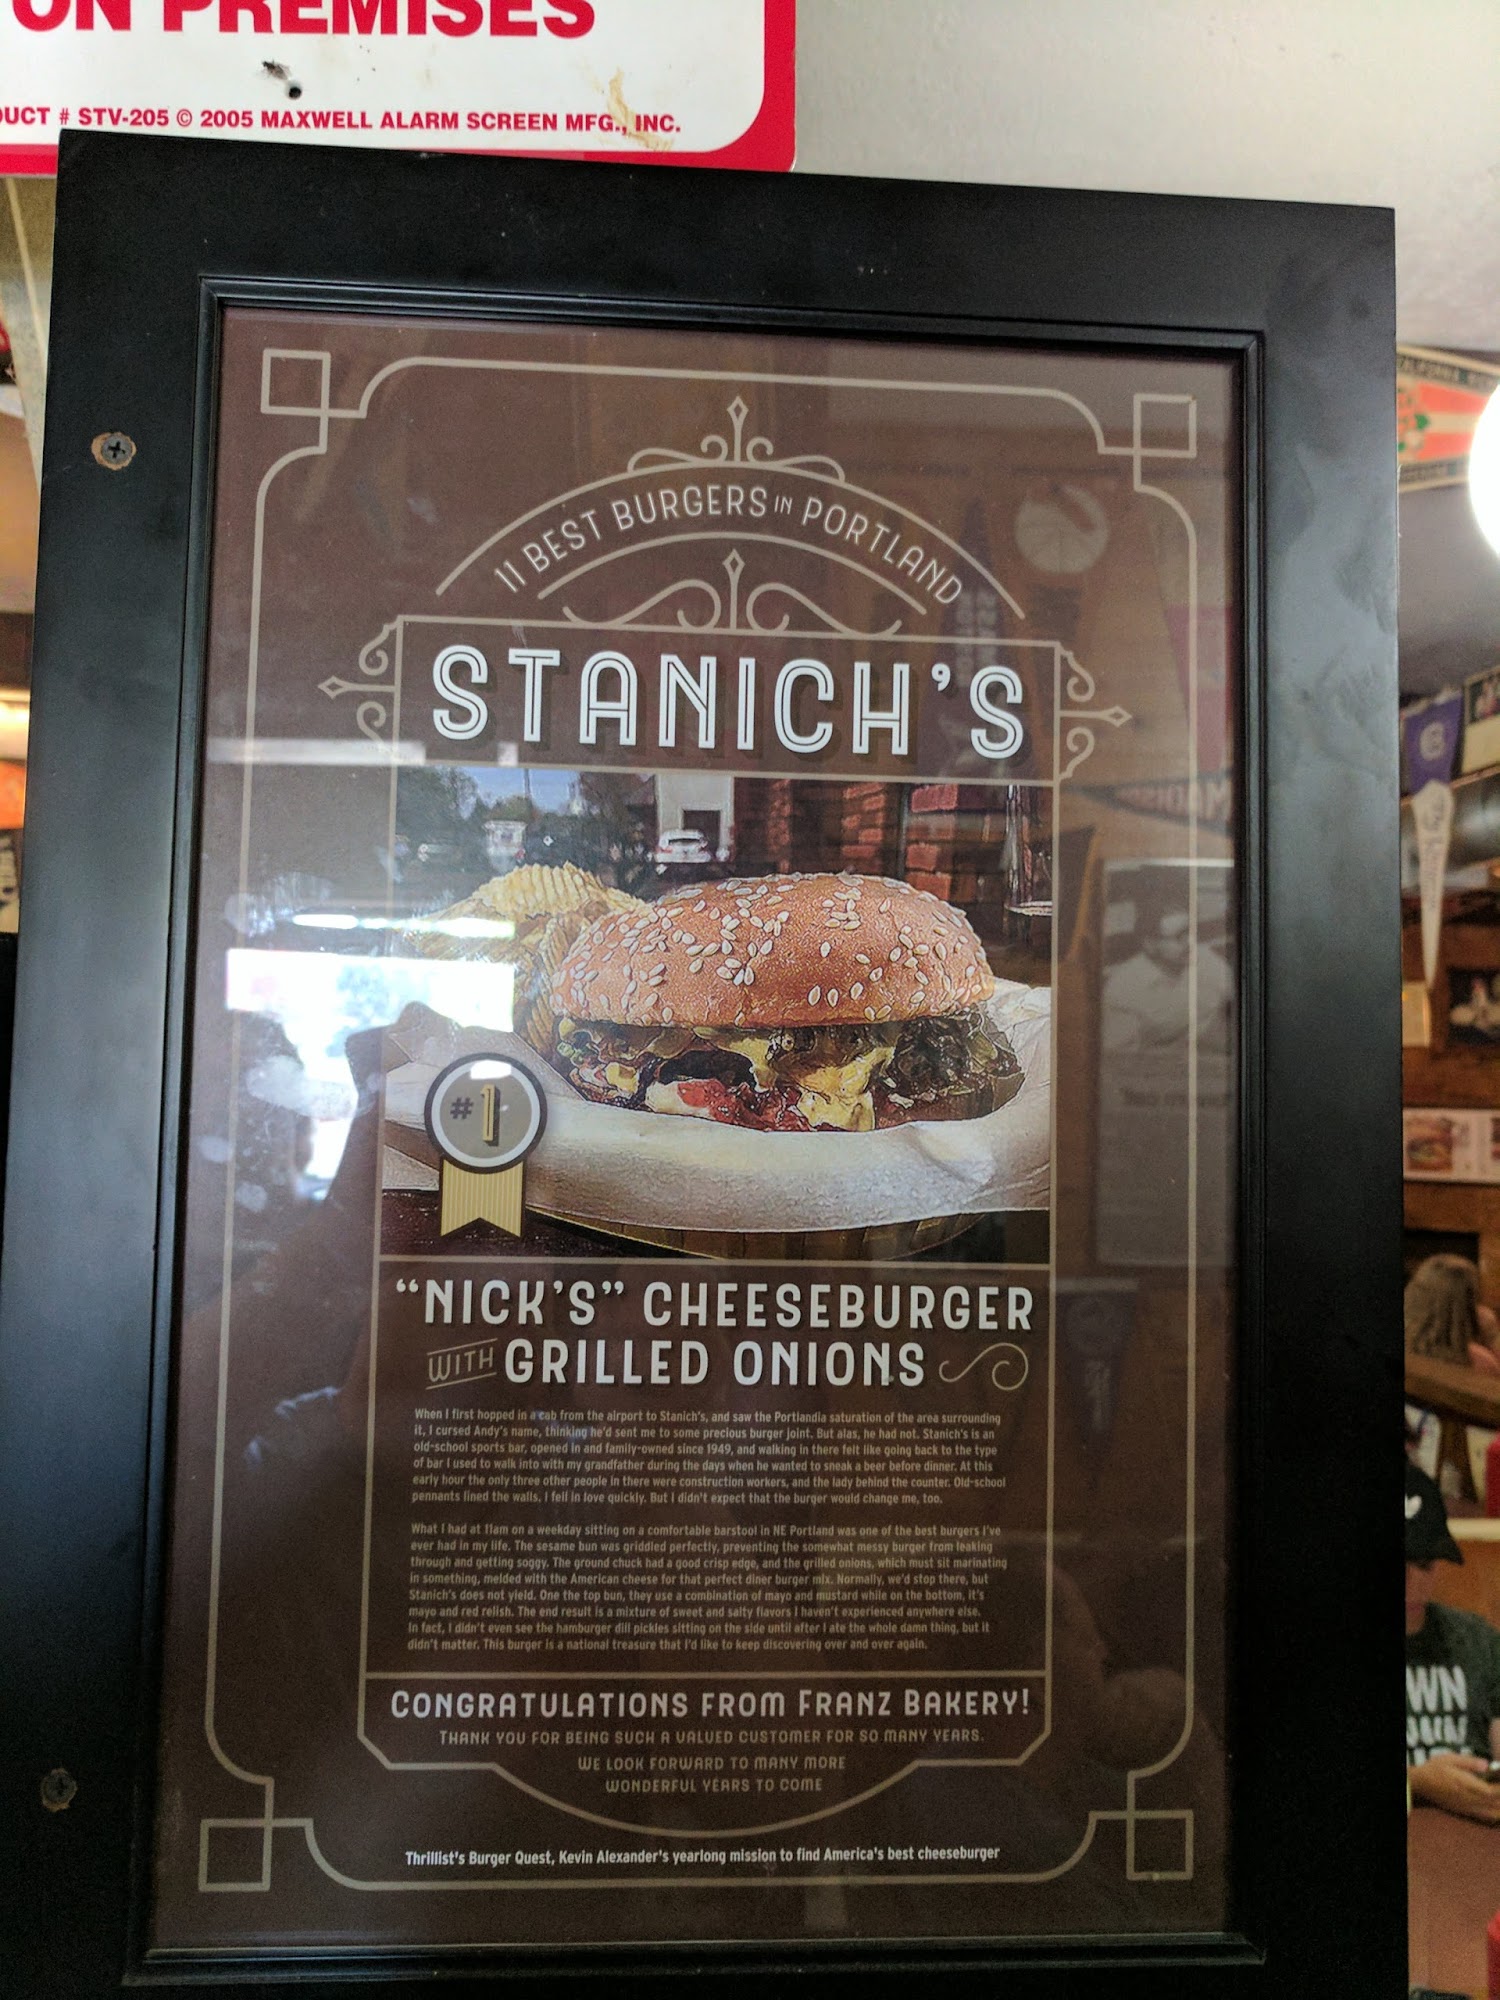 ON PREMISES
DUCT # STV-205 © 2005 MAXWELL ALARM SCREEN MFG., INC.
11 BEST BURGERS IN PORTLAND
STANICH'S
#1
"NICK'S" CHEESEBURGER
WITH GRILLED ONIONS
When I first hopped in a cab from the airport to Stanich's, and saw the Portlandia saturation of the area surrounding
it, I cursed Andy's name, thinking he'd sent me to some precious burger joint. But alas, he had not. Stanich's is an
old-school sports bar, opened in and family-owned since 1949, and walking in there felt like going back to the type
of bar I used to walk into with my grandfather during the days when he wanted to sneak a beer before dinner. At this
early hour the only three other people in there were construction workers, and the lady behind the counter. Old-school
pennants lined the walls. I fell in love quickly. But I didn't expect that the burger would change me, too.
What I had at 11am on a weekday sitting on a comfortable barstool in NE Portland was one of the best burgers I've
ever had in my life. The sesame bun was griddled perfectly, preventing the somewhat messy burger from leaking
through and getting soggy. The ground chuck had a good crisp edge, and the grilled onions, which must sit marinating
in something, melded with the American cheese for that perfect diner burger mix. Normally, we'd stop there, but
Stanich's does not yield. One the top bun, they use a combination of mayo and mustard while on the bottom, it's
mayo and red relish. The end result is a mixture of sweet and salty flavors I haven't experienced anywhere else.
In fact, I didn't even see the hamburger dill pickles sitting on the side until after I ate the whole damn thing, but it
didn't matter. This burger is a national treasure that I'd like to keep discovering over and over again.
CONGRATULATIONS FROM FRANZ BAKERY!
THANK YOU FOR BEING SUCH A VALUED CUSTOMER FOR SO MANY YEARS.
WE LOOK FORWARD TO MANY MORE
WONDERFUL YEARS TO COME
Thrillist's Burger Quest, Kevin Alexander's yearlong mission to find America's best cheeseburger